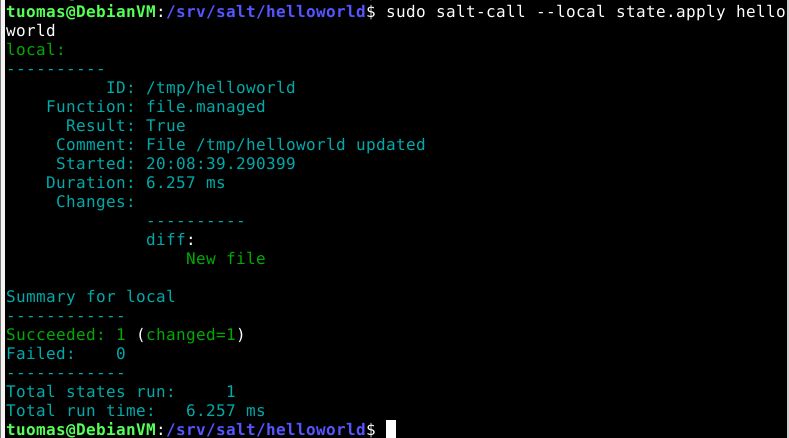 tuomas@DebianVM:/srv/salt/helloworld$ sudo salt-call --local state.apply hello
world
local:
----------
          ID: /tmp/helloworld
    Function: file.managed
      Result: True
     Comment: File /tmp/helloworld updated
     Started: 20:08:39.290399
    Duration: 6.257 ms
     Changes:
              ----------
              diff:
                  New file

Summary for local
------------
Succeeded: 1 (changed=1)
Failed:    0
------------
Total states run:     1
Total run time:   6.257 ms
tuomas@DebianVM:/srv/salt/helloworld$